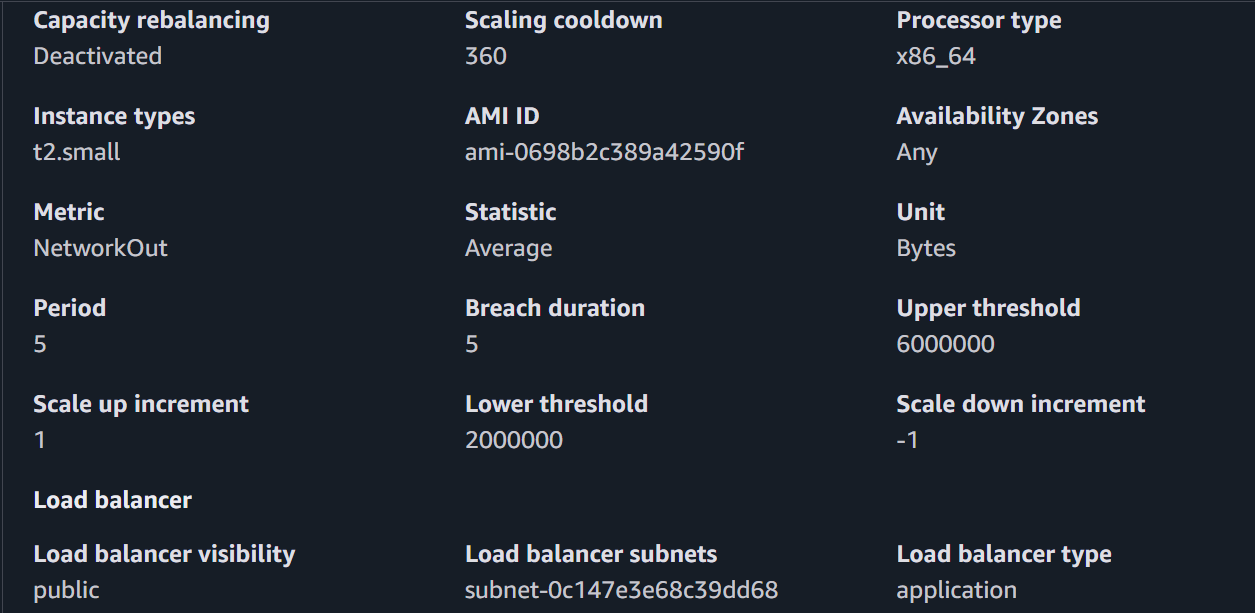 Capacity rebalancing Scaling cooldown Processor type
Deactivated 360 x86_64
Instance types AMI ID Availability Zones
t2.small ami-0698b2c389a42590f Any
Metric Statistic Unit
NetworkOut Average Bytes
Period Breach duration Upper threshold
5 5 6000000
Scale up increment Lower threshold Scale down increment
1 2000000 -1
Load balancer
Load balancer visibility Load balancer subnets Load balancer type
public subnet-0c147e3e68c39dd68 application